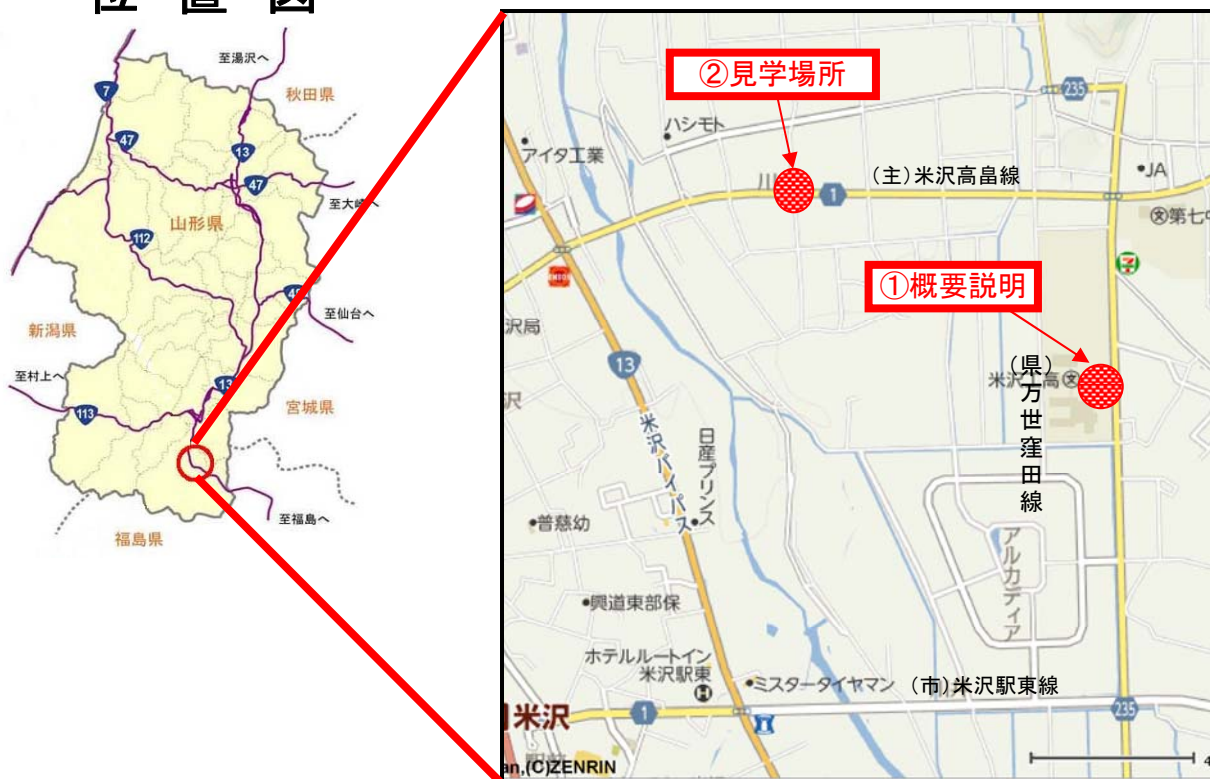 位置図
至湯沢へ
秋田県
7
47
13
47
至大崎へ
山形県
112
48
至仙台へ
新潟県
至村上へ
13
宮城県
113
至福島へ
福島県
②見学場所
235
ハシモト
アイタ工業
川
1
(主)米沢高畠線
JA
第七中
①概要説明
沢局
13
米沢工高
(県)万世窪田線
沢
米沢バイパス
日産プリンス
普慈幼
アルカディア
興道東部保
ホテルルートイン
米沢駅東
H
ミスタータイヤマン
(市)米沢駅東線
米沢
1
235
an,(C)ZENRIN
4